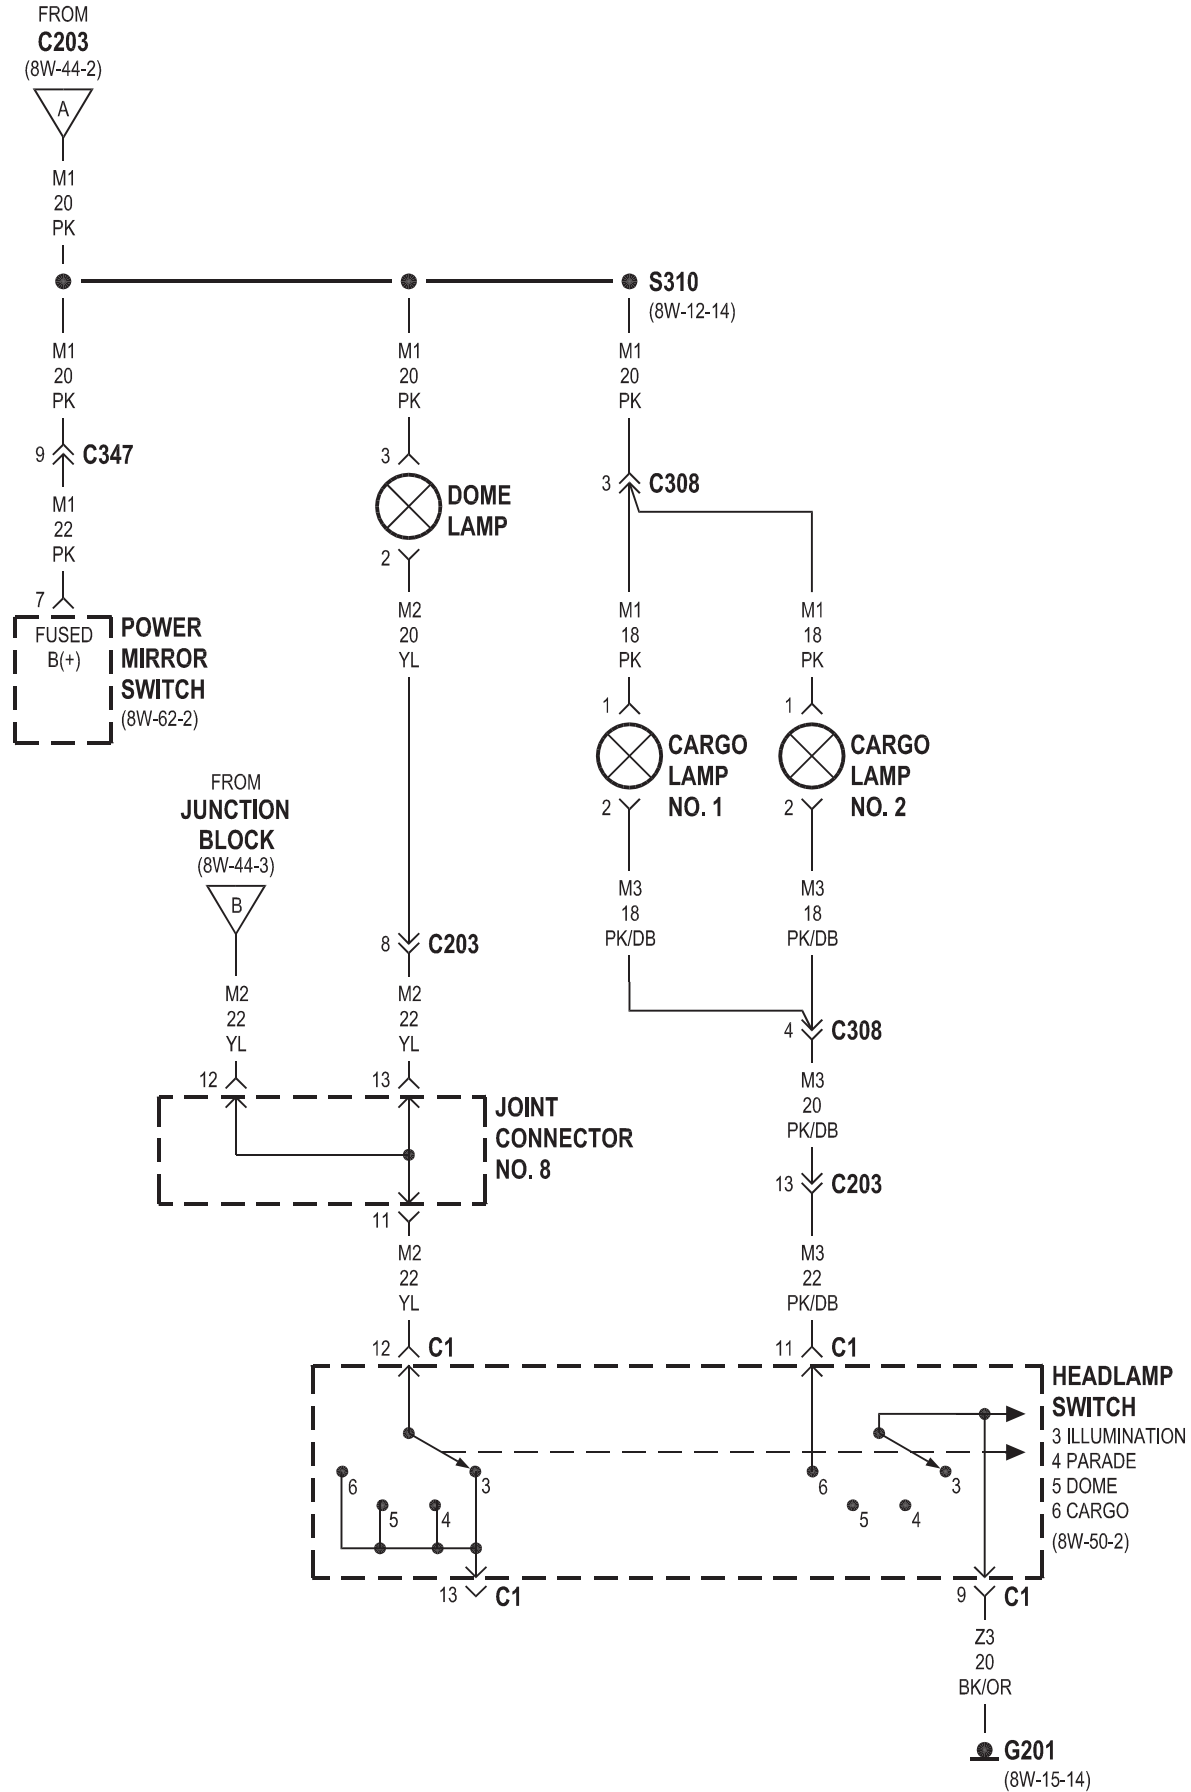 FROM
C203
(8W-44-2)
A
M1
20
PK
S310
(8W-12-14)
M1
20
PK
M1
20
PK
M1
20
PK
9
C347
3
3
C308
M1
22
PK
DOME
LAMP
2
7
FUSED
B(+)
POWER
MIRROR
SWITCH
(8W-62-2)
M2
20
YL
M1
18
PK
M1
18
PK
1
1
CARGO
LAMP
NO. 1
CARGO
LAMP
NO. 2
2
2
FROM
JUNCTION
BLOCK
(8W-44-3)
B
M3
18
PK/DB
M3
18
PK/DB
8
C203
M2
22
YL
M2
22
YL
4
C308
12
13
M3
20
PK/DB
JOINT
CONNECTOR
NO. 8
13
C203
11
M2
22
YL
M3
22
PK/DB
12
C1
11
C1
HEADLAMP
SWITCH
3 ILLUMINATION
4 PARADE
5 DOME
6 CARGO
(8W-50-2)
6
5
4
3
6
5
4
3
13
C1
9
C1
Z3
20
BK/OR
G201
(8W-15-14)